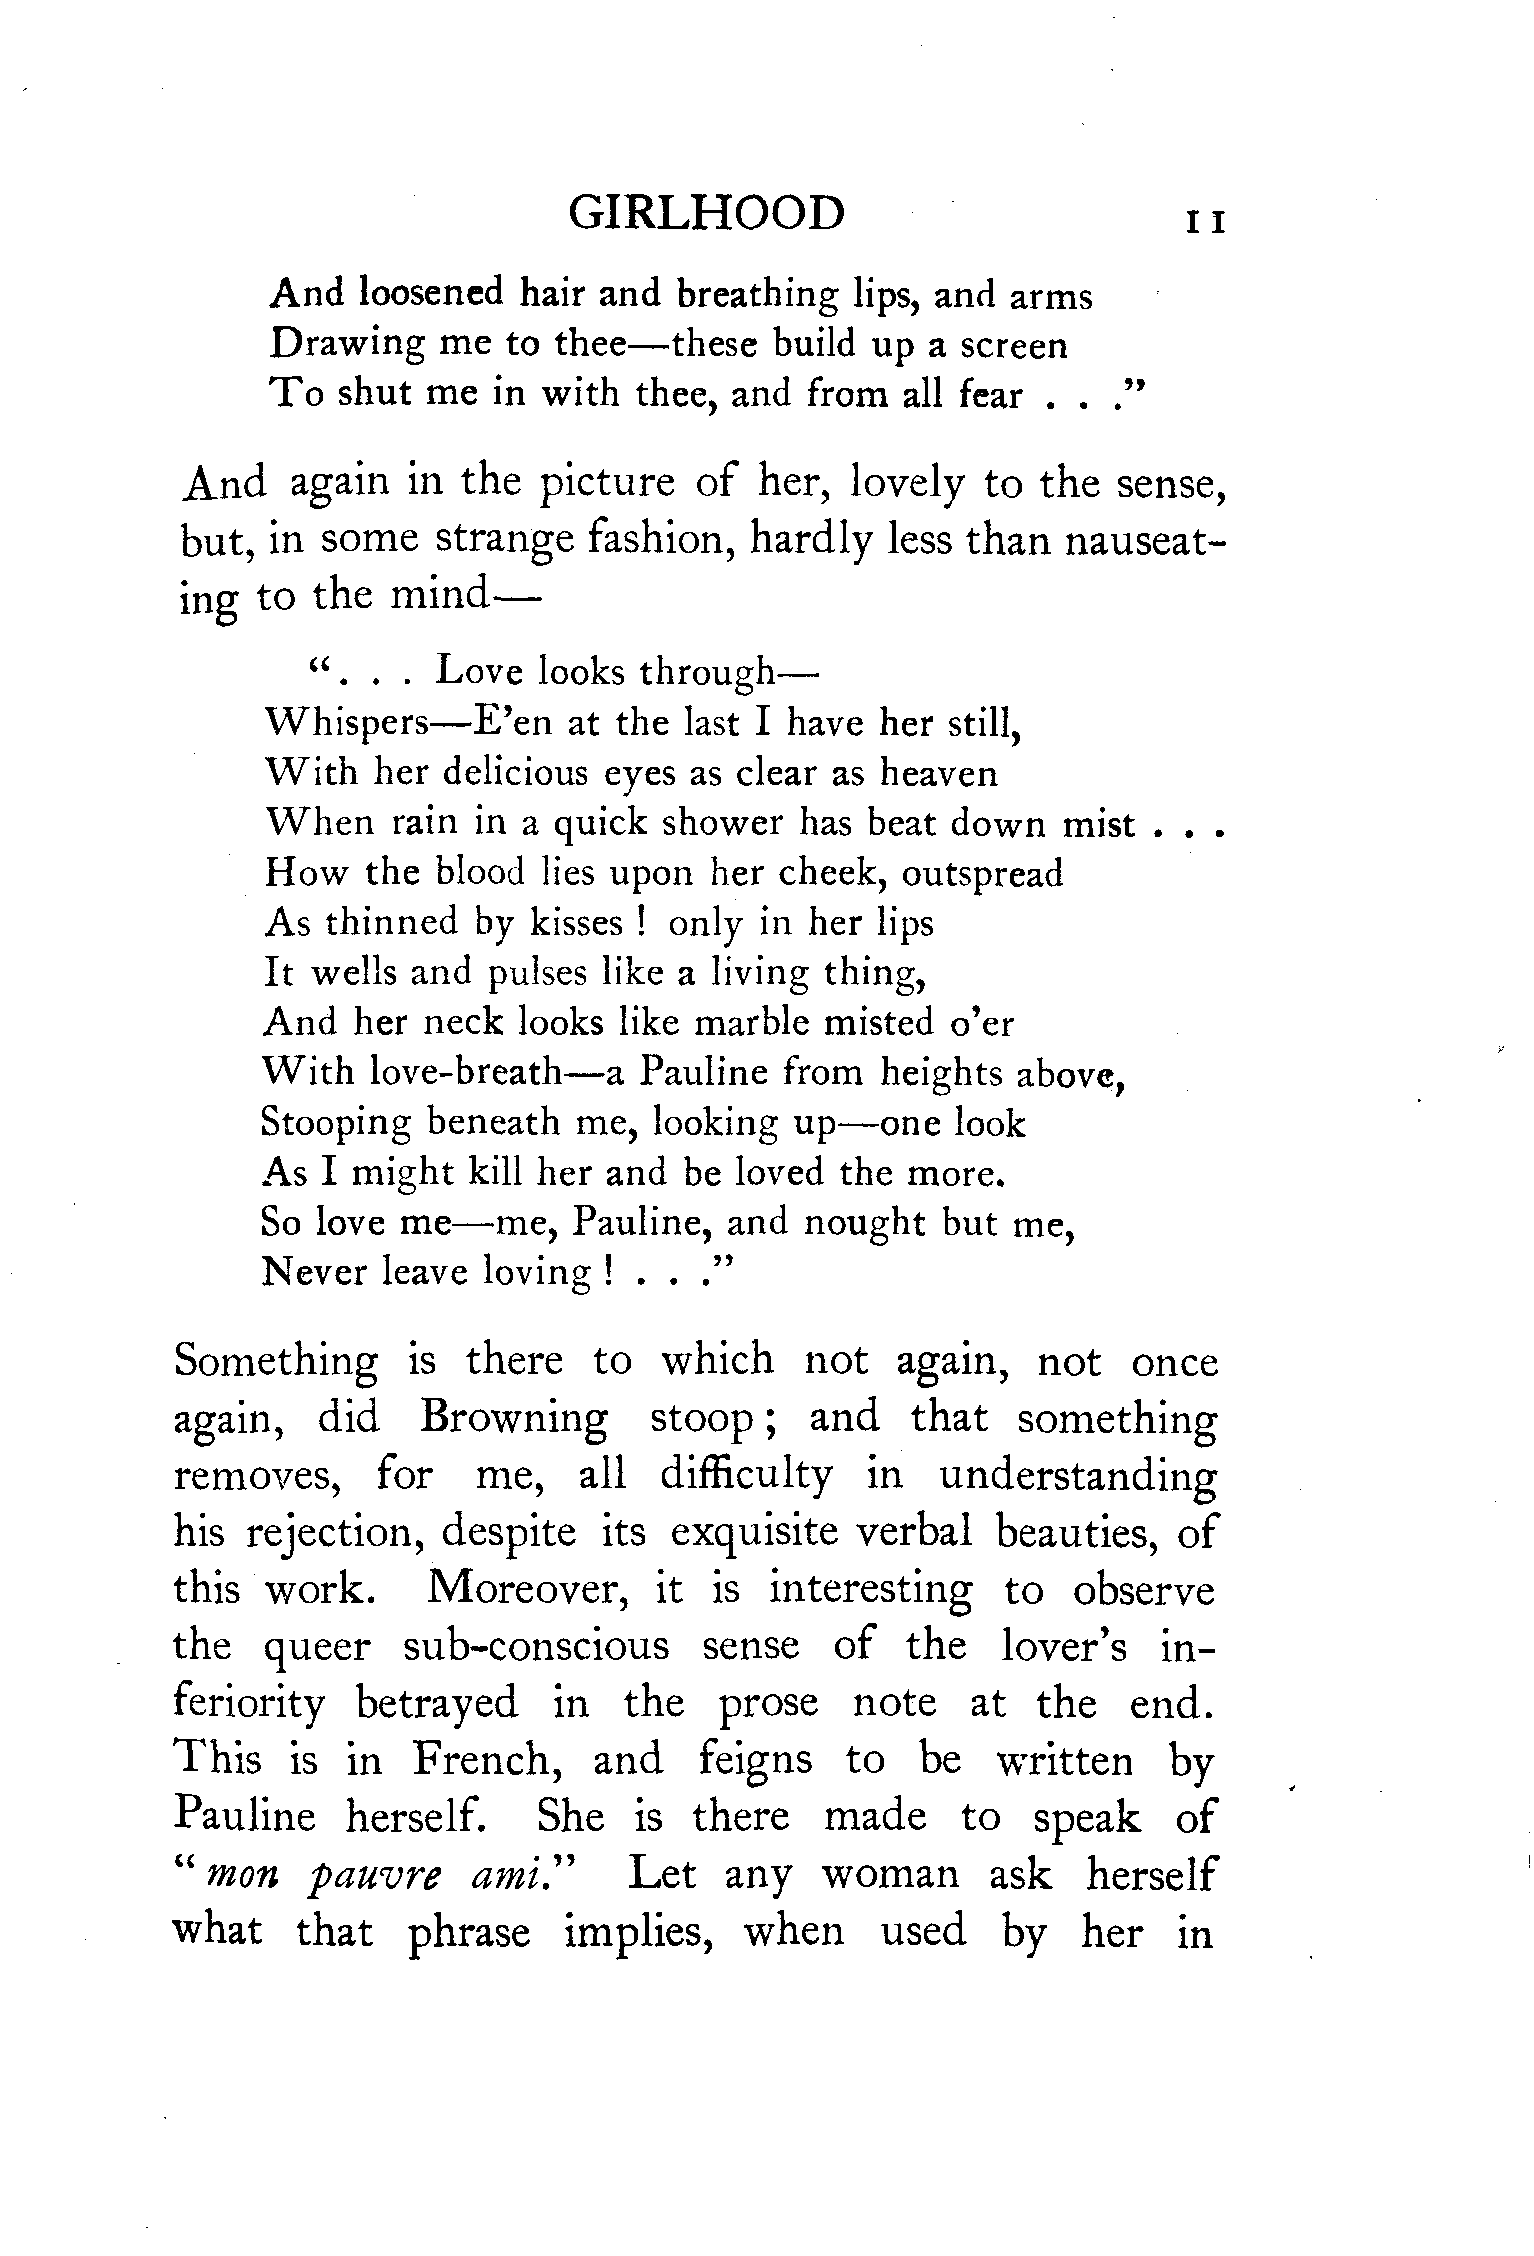 GIRLHOOD 11
And loosened hair and breathing lips, and arms
Drawing me to thee—these build up a screen
To shut me in with thee, and from all fear . . ."
And again in the picture of her, lovely to the sense,
but, in some strange fashion, hardly less than nauseat-
ing to the mind—
". . . Love looks through—
Whispers—E'en at the last I have her still,
With her delicious eyes as clear as heaven
When rain in a quick shower has beat down mist . . .
How the blood lies upon her cheek, outspread
As thinned by kisses ! only in her lips
It wells and pulses like a living thing,
And her neck looks like marble misted o'er
With love-breath—a Pauline from heights above,
Stooping beneath me, looking up—one look
As I might kill her and be loved the more.
So love me—me, Pauline, and nought but me,
Never leave loving ! . . ."
Something is there to which not again, not once
again, did Browning stoop ; and that something
removes, for me, all difficulty in understanding
his rejection, despite its exquisite verbal beauties, of
this work. Moreover, it is interesting to observe
the queer sub-conscious sense of the lover's in-
feriority betrayed in the prose note at the end.
This is in French, and feigns to be written by
Pauline herself. She is there made to speak of
" mon pauvre ami." Let any woman ask herself
what that phrase implies, when used by her in